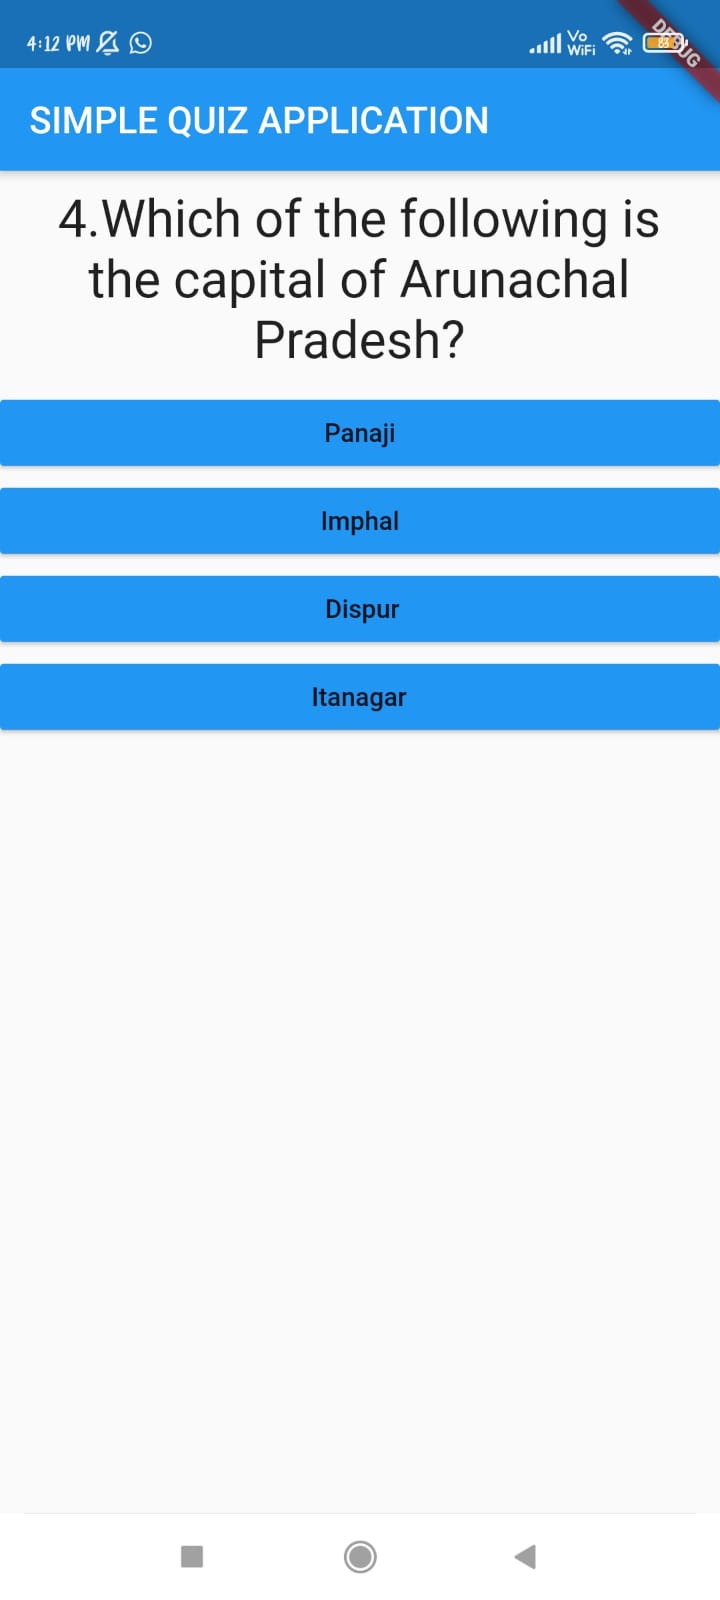 4:12 PM
Vo
WiFi
83
DEBUG
SIMPLE QUIZ APPLICATION
4.Which of the following is
the capital of Arunachal
Pradesh?
Panaji
Imphal
Dispur
Itanagar